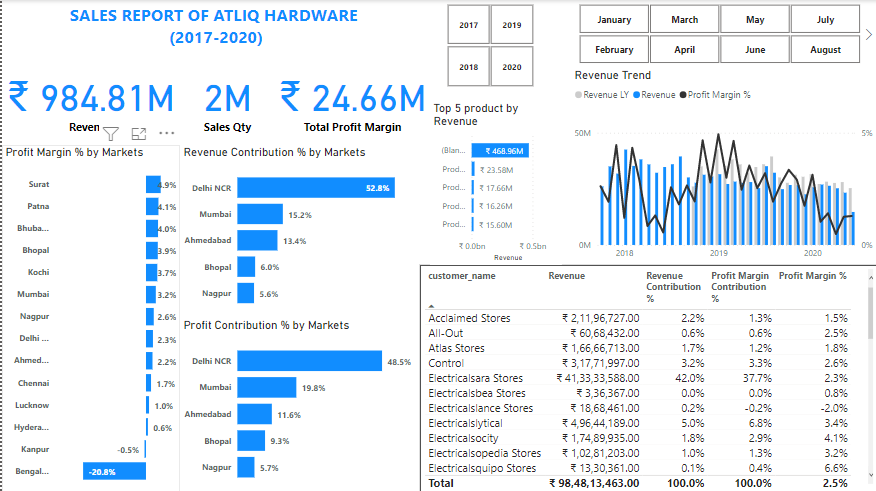 SALES REPORT OF ATLIQ HARDWARE
(2017-2020)
2017
2019
2018
2020
January
March
May
July
February
April
June
August
₹ 984.81M
Reven
2M
Sales Qty
₹ 24.66M
Total Profit Margin
Profit Margin % by Markets
Surat
4.9%
Patna
4.1%
Bhuba...
4.0%
Bhopal
3.9%
Kochi
3.7%
Mumbai
3.2%
Nagpur
2.6%
Delhi ...
2.3%
Ahmed...
2.2%
Chennai
1.7%
Lucknow
1.0%
Hydera...
0.6%
Kanpur
-0.5%
Bengal...
-20.8%
Revenue Contribution % by Markets
Delhi NCR
52.8%
Mumbai
15.2%
Ahmedabad
13.4%
Bhopal
6.0%
Nagpur
5.6%
Profit Contribution % by Markets
Delhi NCR
48.5%
Mumbai
19.8%
Ahmedabad
11.6%
Bhopal
9.3%
Nagpur
5.7%
Top 5 product by
Revenue
(Blan...
₹ 468.96M
Prod...
₹ 23.58M
Prod...
₹ 17.66M
Prod...
₹ 16.26M
Prod...
₹ 15.60M
₹ 0.0bn ₹ 0.5bn
Revenue
Revenue Trend
Revenue LY Revenue Profit Margin %
50M
0M
5%
0%
2018 2019 2020
customer_name Revenue Revenue Contribution % Profit Margin Contribution % Profit Margin %
Acclaimed Stores ₹ 2,11,96,727.00 2.2% 1.3% 1.5%
All-Out ₹ 60,68,432.00 0.6% 0.6% 2.5%
Atlas Stores ₹ 1,66,66,713.00 1.7% 1.2% 1.8%
Control ₹ 3,17,71,997.00 3.2% 3.3% 2.6%
Electricalsara Stores ₹ 41,33,33,588.00 42.0% 37.7% 2.3%
Electricalsbea Stores ₹ 3,36,367.00 0.0% 0.0% 0.8%
Electricalslance Stores ₹ 18,68,461.00 0.2% -0.2% -2.0%
Electricalslytical ₹ 4,96,44,189.00 5.0% 6.8% 3.4%
Electricalsocity ₹ 1,74,89,935.00 1.8% 2.9% 4.1%
Electricalsopedia Stores ₹ 1,02,81,203.00 1.0% 1.3% 3.2%
Electricalsquipo Stores ₹ 13,30,361.00 0.1% 0.4% 6.6%
Total ₹ 98,48,13,463.00 100.0% 100.0% 2.5%